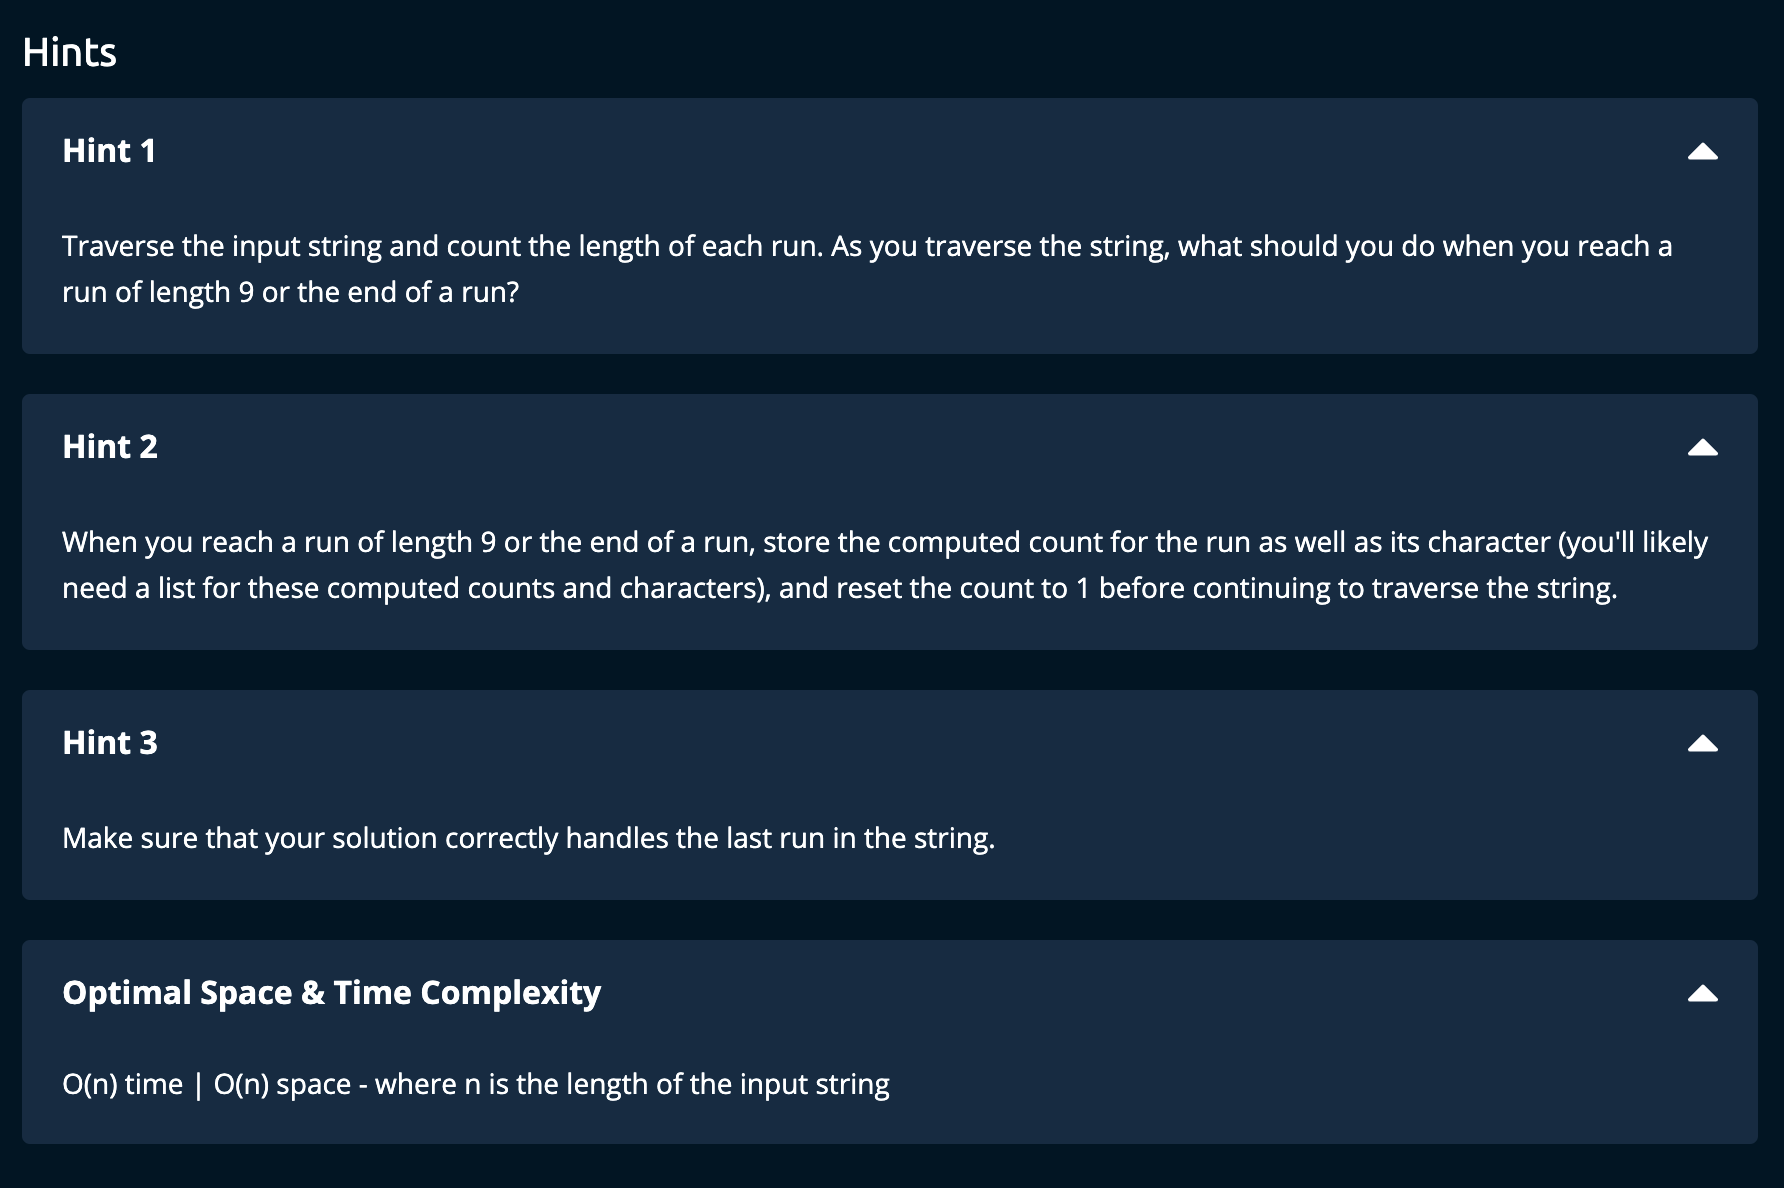 Hints
Hint 1
Traverse the input string and count the length of each run. As you traverse the string, what should you do when you reach a
run of length 9 or the end of a run?
Hint 2
When you reach a run of length 9 or the end of a run, store the computed count for the run as well as its character (you'll likely
need a list for these computed counts and characters), and reset the count to 1 before continuing to traverse the string.
Hint 3
Make sure that your solution correctly handles the last run in the string.
Optimal Space & Time Complexity
O(n) time | O(n) space - where n is the length of the input string